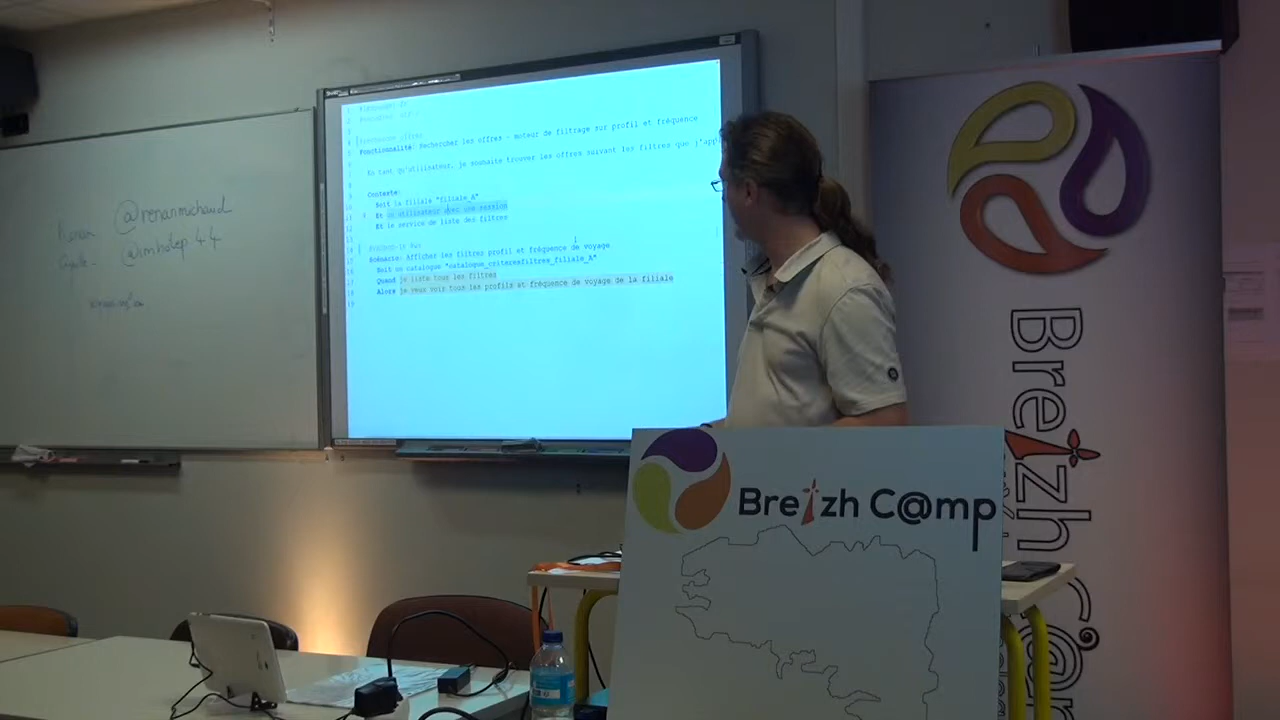 Fonctionnalité: Rechercher les offres - moteur de filtrage sur profil et fréquence
En tant qu'utilisateur, je souhaite trouver les offres suivant les filtres que j'app
Contexte:
Soit la filiale "filiale_A"
Et un utilisateur avec une session
Et le service de liste des filtres
Scénario: Afficher les filtres profil et fréquence de voyage
Soit un catalogue "catalogue_criteresfiltres_filiale_A"
Quand je liste tous les filtres
Alors je veux voir tous les profils et fréquence de voyage de la filiale
@renanmichaud
@imhotep44
Breizh C@mp
Breizh C@m